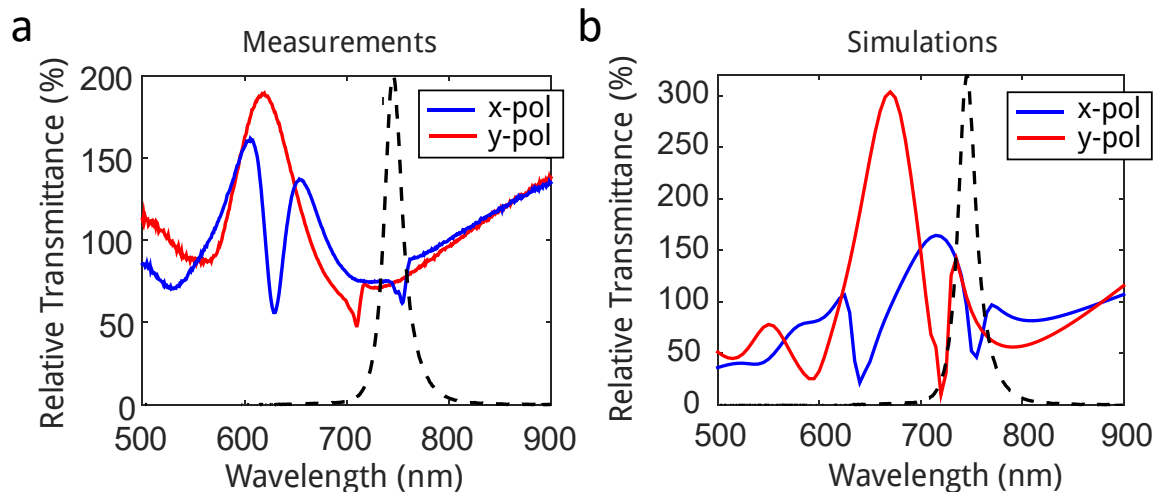 a
Measurements
Relative Transmittance (%)
200
150
100
50
0
x-pol
y-pol
500
600
700
800
900
Wavelength (nm)
b
Simulations
Relative Transmittance (%)
300
250
200
150
100
50
0
x-pol
y-pol
500
600
700
800
900
Wavelength (nm)